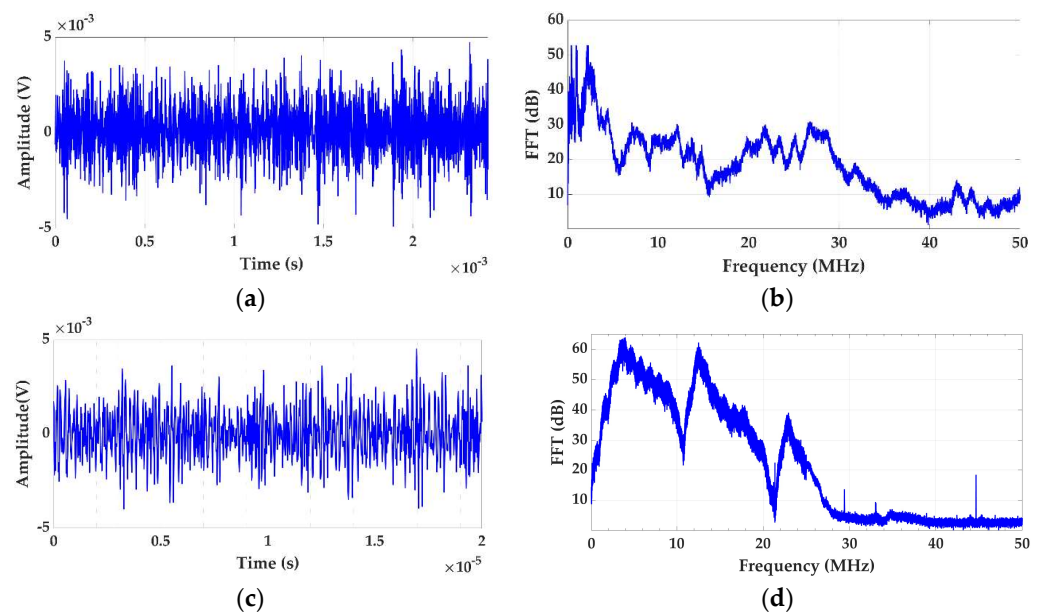 ×10⁻³
5
0
-5
Amplitude (V)
0 0.5 1 1.5 2
Time (s)
×10⁻³
(a)
60
50
40
30
20
10
FFT (dB)
0 10 20 30 40 50
Frequency (MHz)
(b)
×10⁻³
5
0
-5
Amplitude(V)
0 0.5 1 1.5 2
Time (s)
×10⁻⁵
(c)
60
50
40
30
20
10
FFT (dB)
0 10 20 30 40 50
Frequency (MHz)
(d)